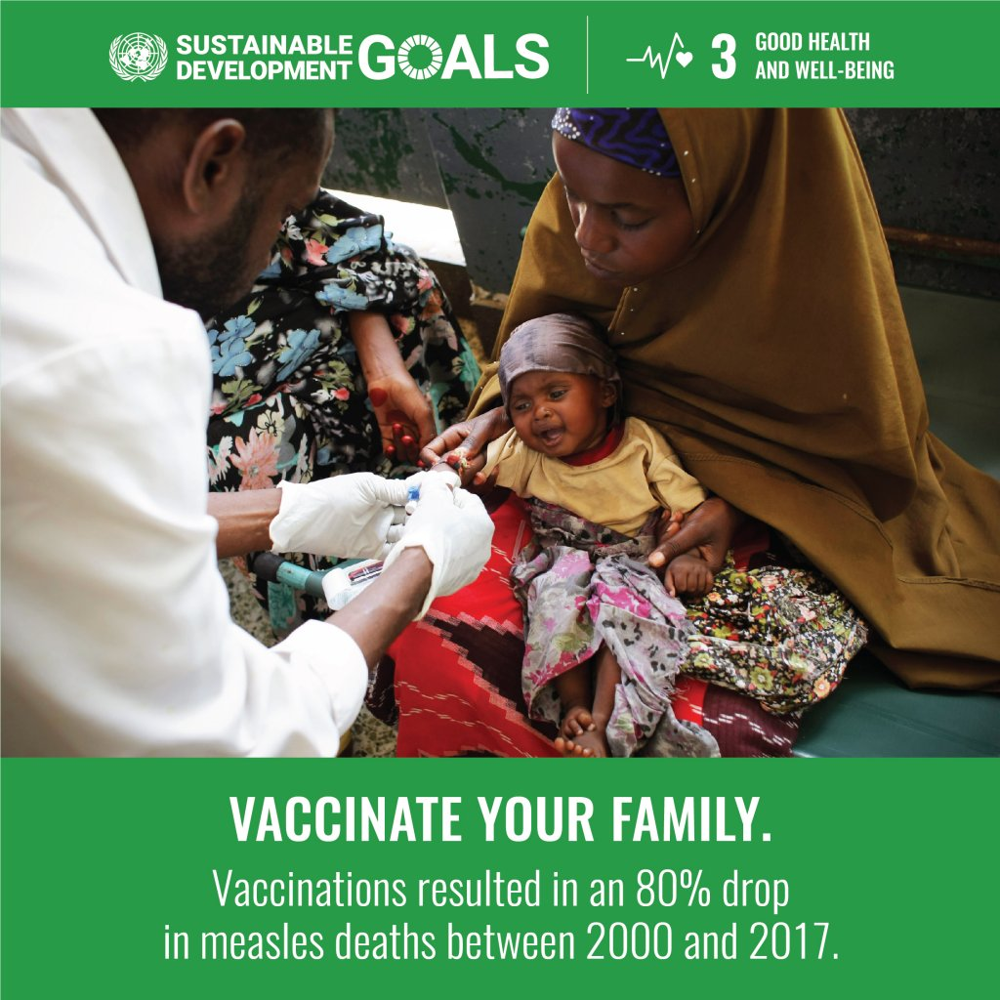 SUSTAINABLE
DEVELOPMENT
GOALS
3
GOOD HEALTH
AND WELL-BEING
VACCINATE YOUR FAMILY.
Vaccinations resulted in an 80% drop
in measles deaths between 2000 and 2017.